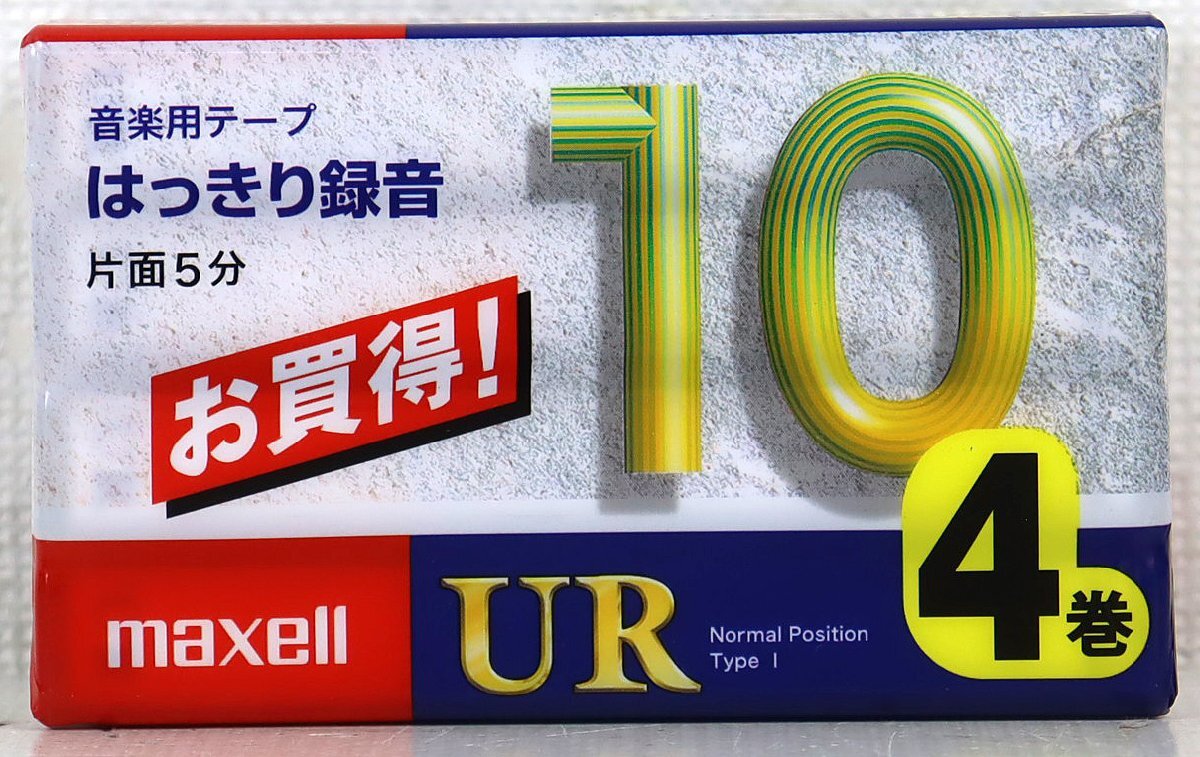 音楽用テープ
はっきり録音
片面5分
お買得!
10
4巻
maxell
UR
Normal Position
Type I